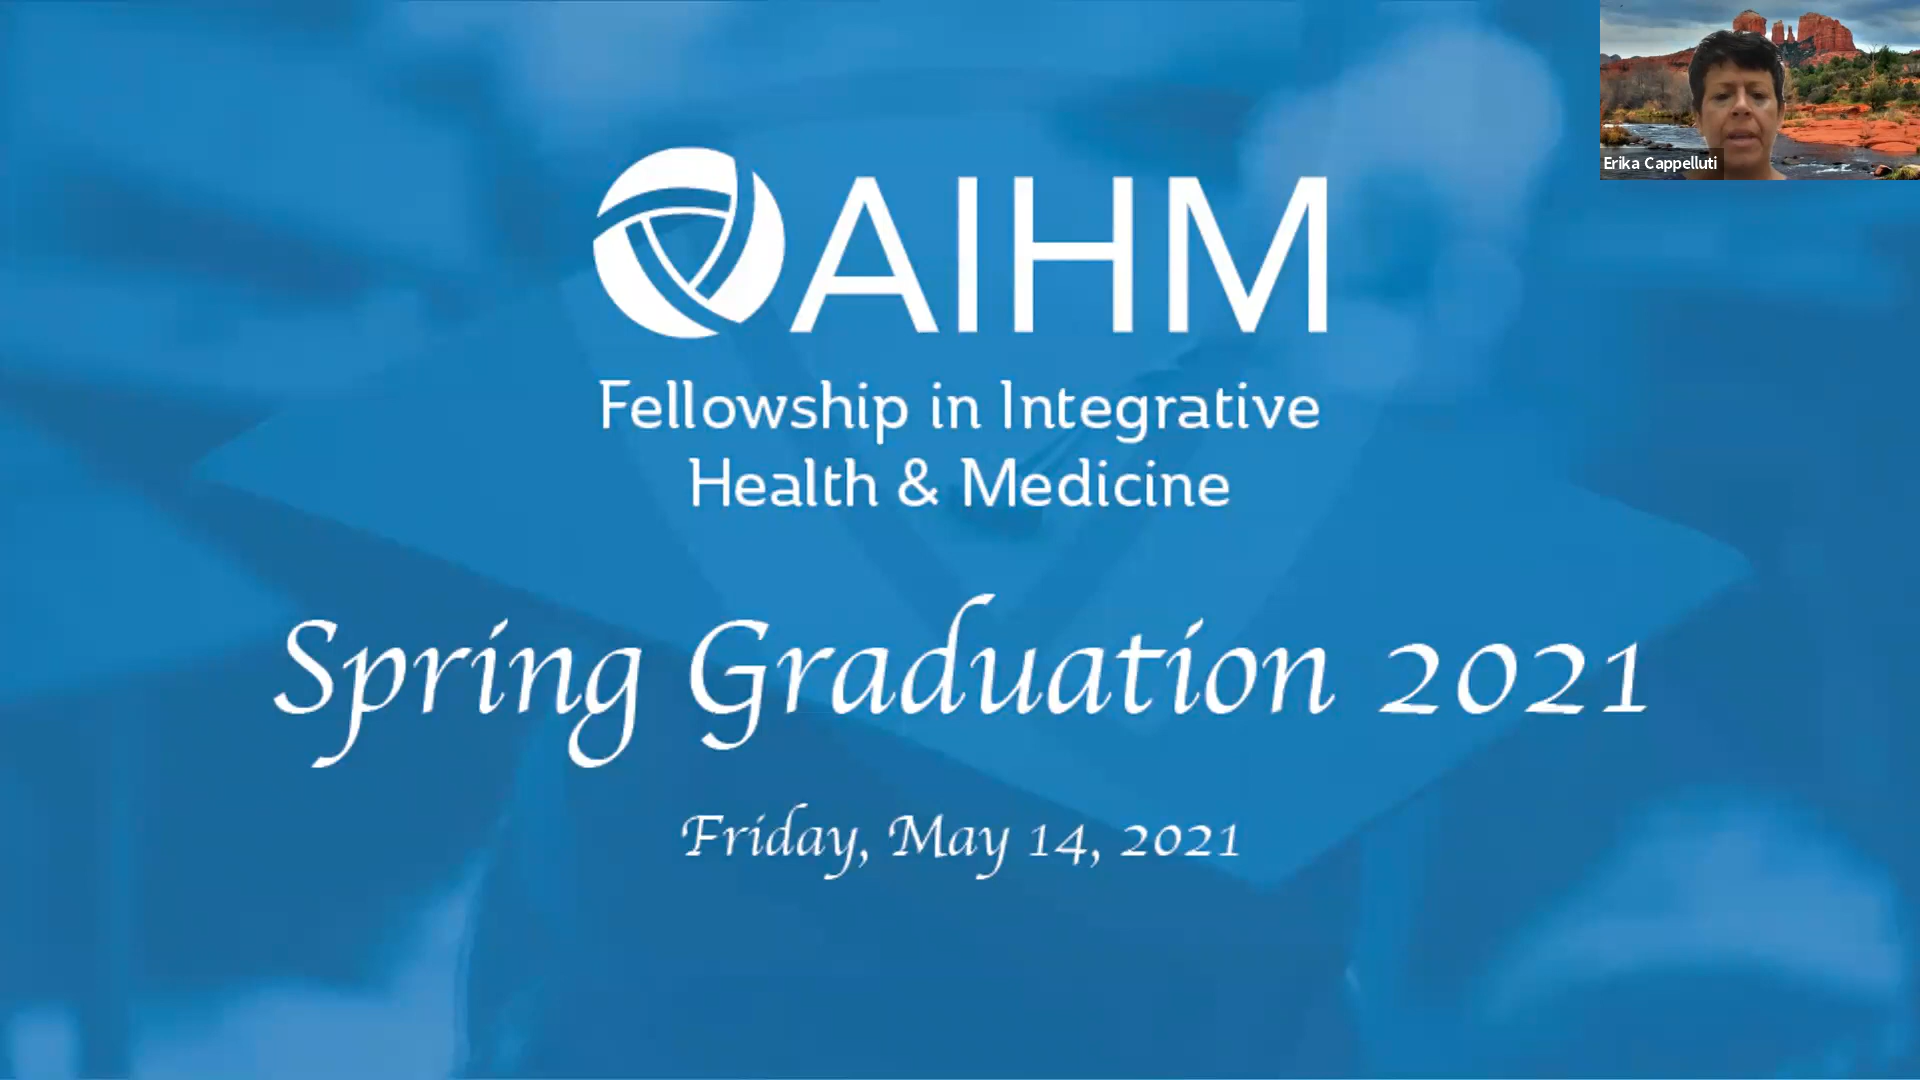 AIHM
Fellowship in Integrative
Health & Medicine
Spring Graduation 2021
Friday, May 14, 2021
Erika Cappelluti